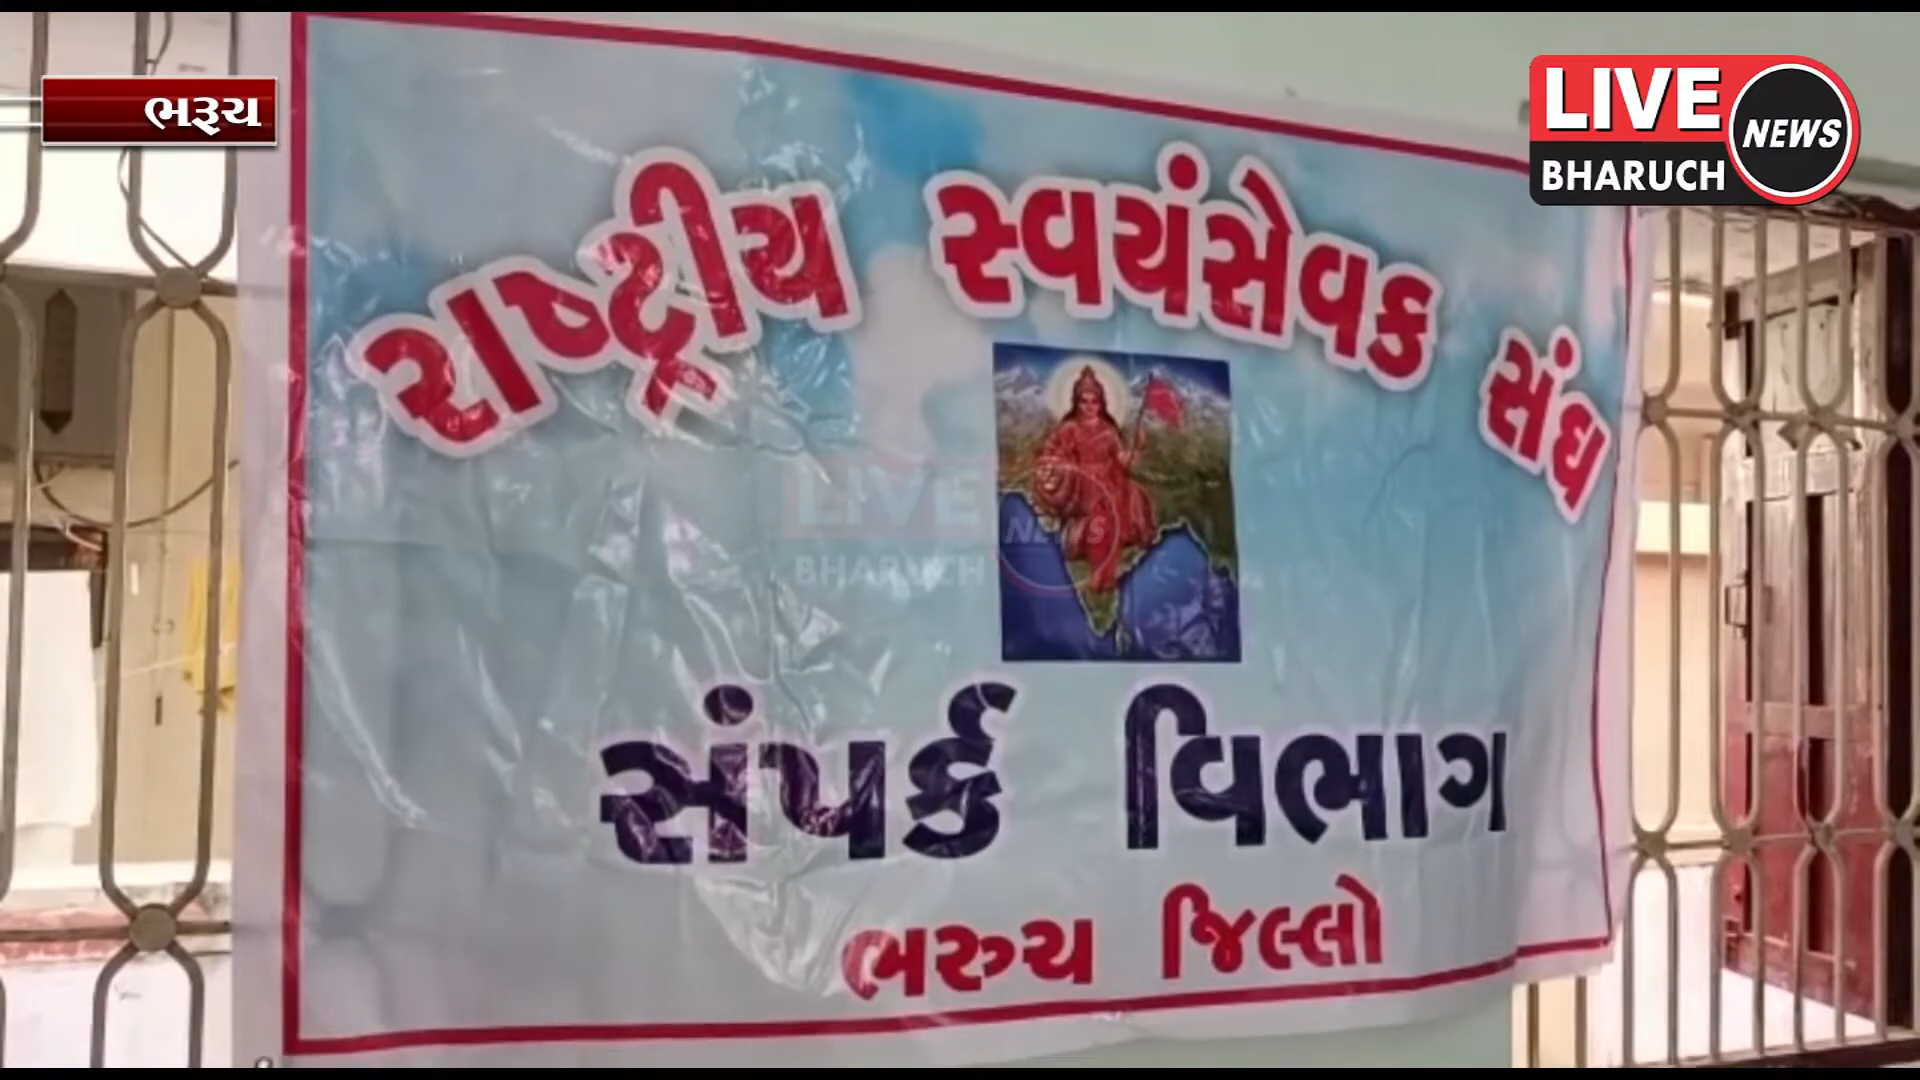 ભરૂચ
LIVE
NEWS
BHARUCH
રાષ્ટ્રીય સ્વયંસેવક સંઘ
LIVE
NEWS
BHARUCH
સંપર્ક વિભાગ
ભરુચ જિલ્લો